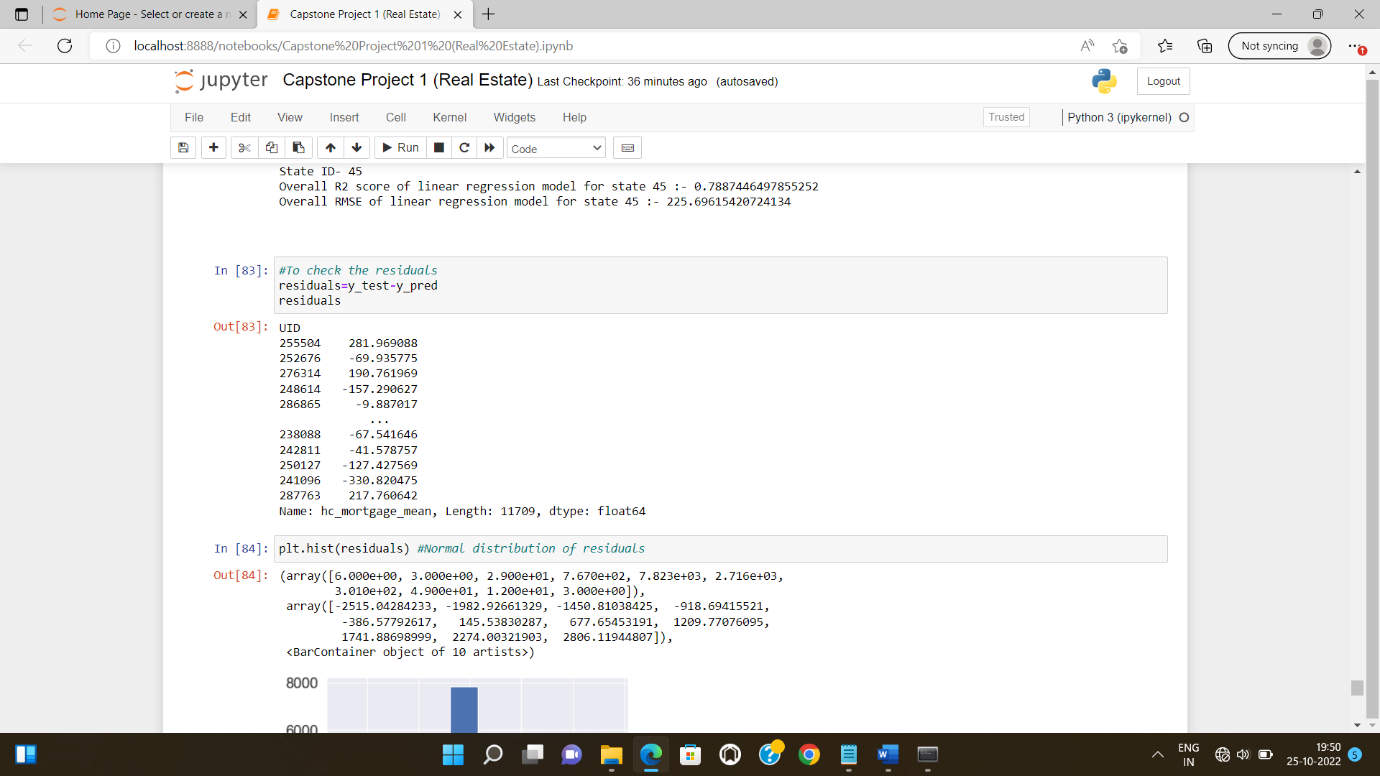 Home Page - Select or create a n
Capstone Project 1 (Real Estate)
localhost:8888/notebooks/Capstone%20Project%201%20(Real%20Estate).ipynb
Not syncing
jupyter Capstone Project 1 (Real Estate) Last Checkpoint: 36 minutes ago (autosaved)
Logout
File Edit View Insert Cell Kernel Widgets Help
Trusted
Python 3 (ipykernel)
Run
Code
State ID- 45
Overall R2 score of linear regression model for state 45 :- 0.7887446497855252
Overall RMSE of linear regression model for state 45 :- 225.69615420724134
In [83]: #To check the residuals
residuals=y_test-y_pred
residuals
Out[83]: UID
255504 281.969088
252676 -69.935775
276314 190.761969
248614 -157.290627
286865 -9.887017
...
238088 -67.541646
242811 -41.578757
250127 -127.427569
241096 -330.820475
287763 217.760642
Name: hc_mortgage_mean, Length: 11709, dtype: float64
In [84]: plt.hist(residuals) #Normal distribution of residuals
Out[84]: (array([6.000e+00, 3.000e+00, 2.900e+01, 7.670e+02, 7.823e+03, 2.716e+03,
3.010e+02, 4.900e+01, 1.200e+01, 3.000e+00]),
array([-2515.04284233, -1982.92661329, -1450.81038425, -918.69415521,
-386.57792617, 145.53830287, 677.65453191, 1209.77076095,
1741.88698999, 2274.00321903, 2806.11944807]),
<BarContainer object of 10 artists>)
8000
6000
ENG
IN
19:50
25-10-2022
5